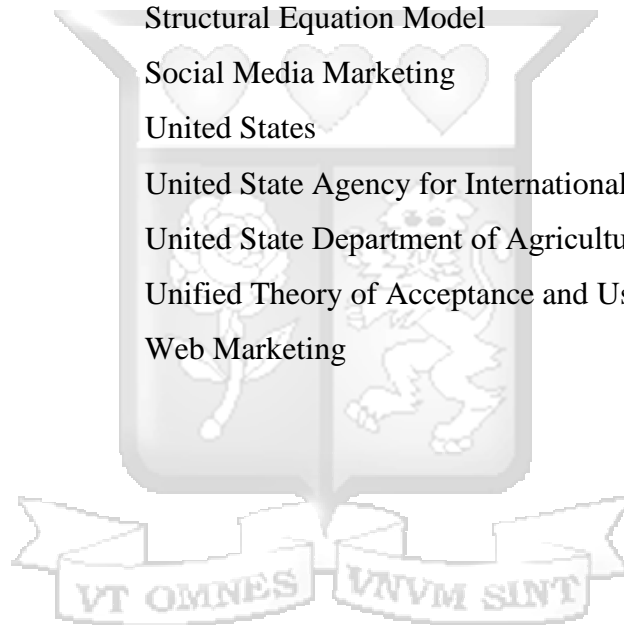 Structural Equation Model
Social Media Marketing
United States
United State Agency for International
United State Department of Agricultu
Unified Theory of Acceptance and Us
Web Marketing
VT OMNES VNVM SINT